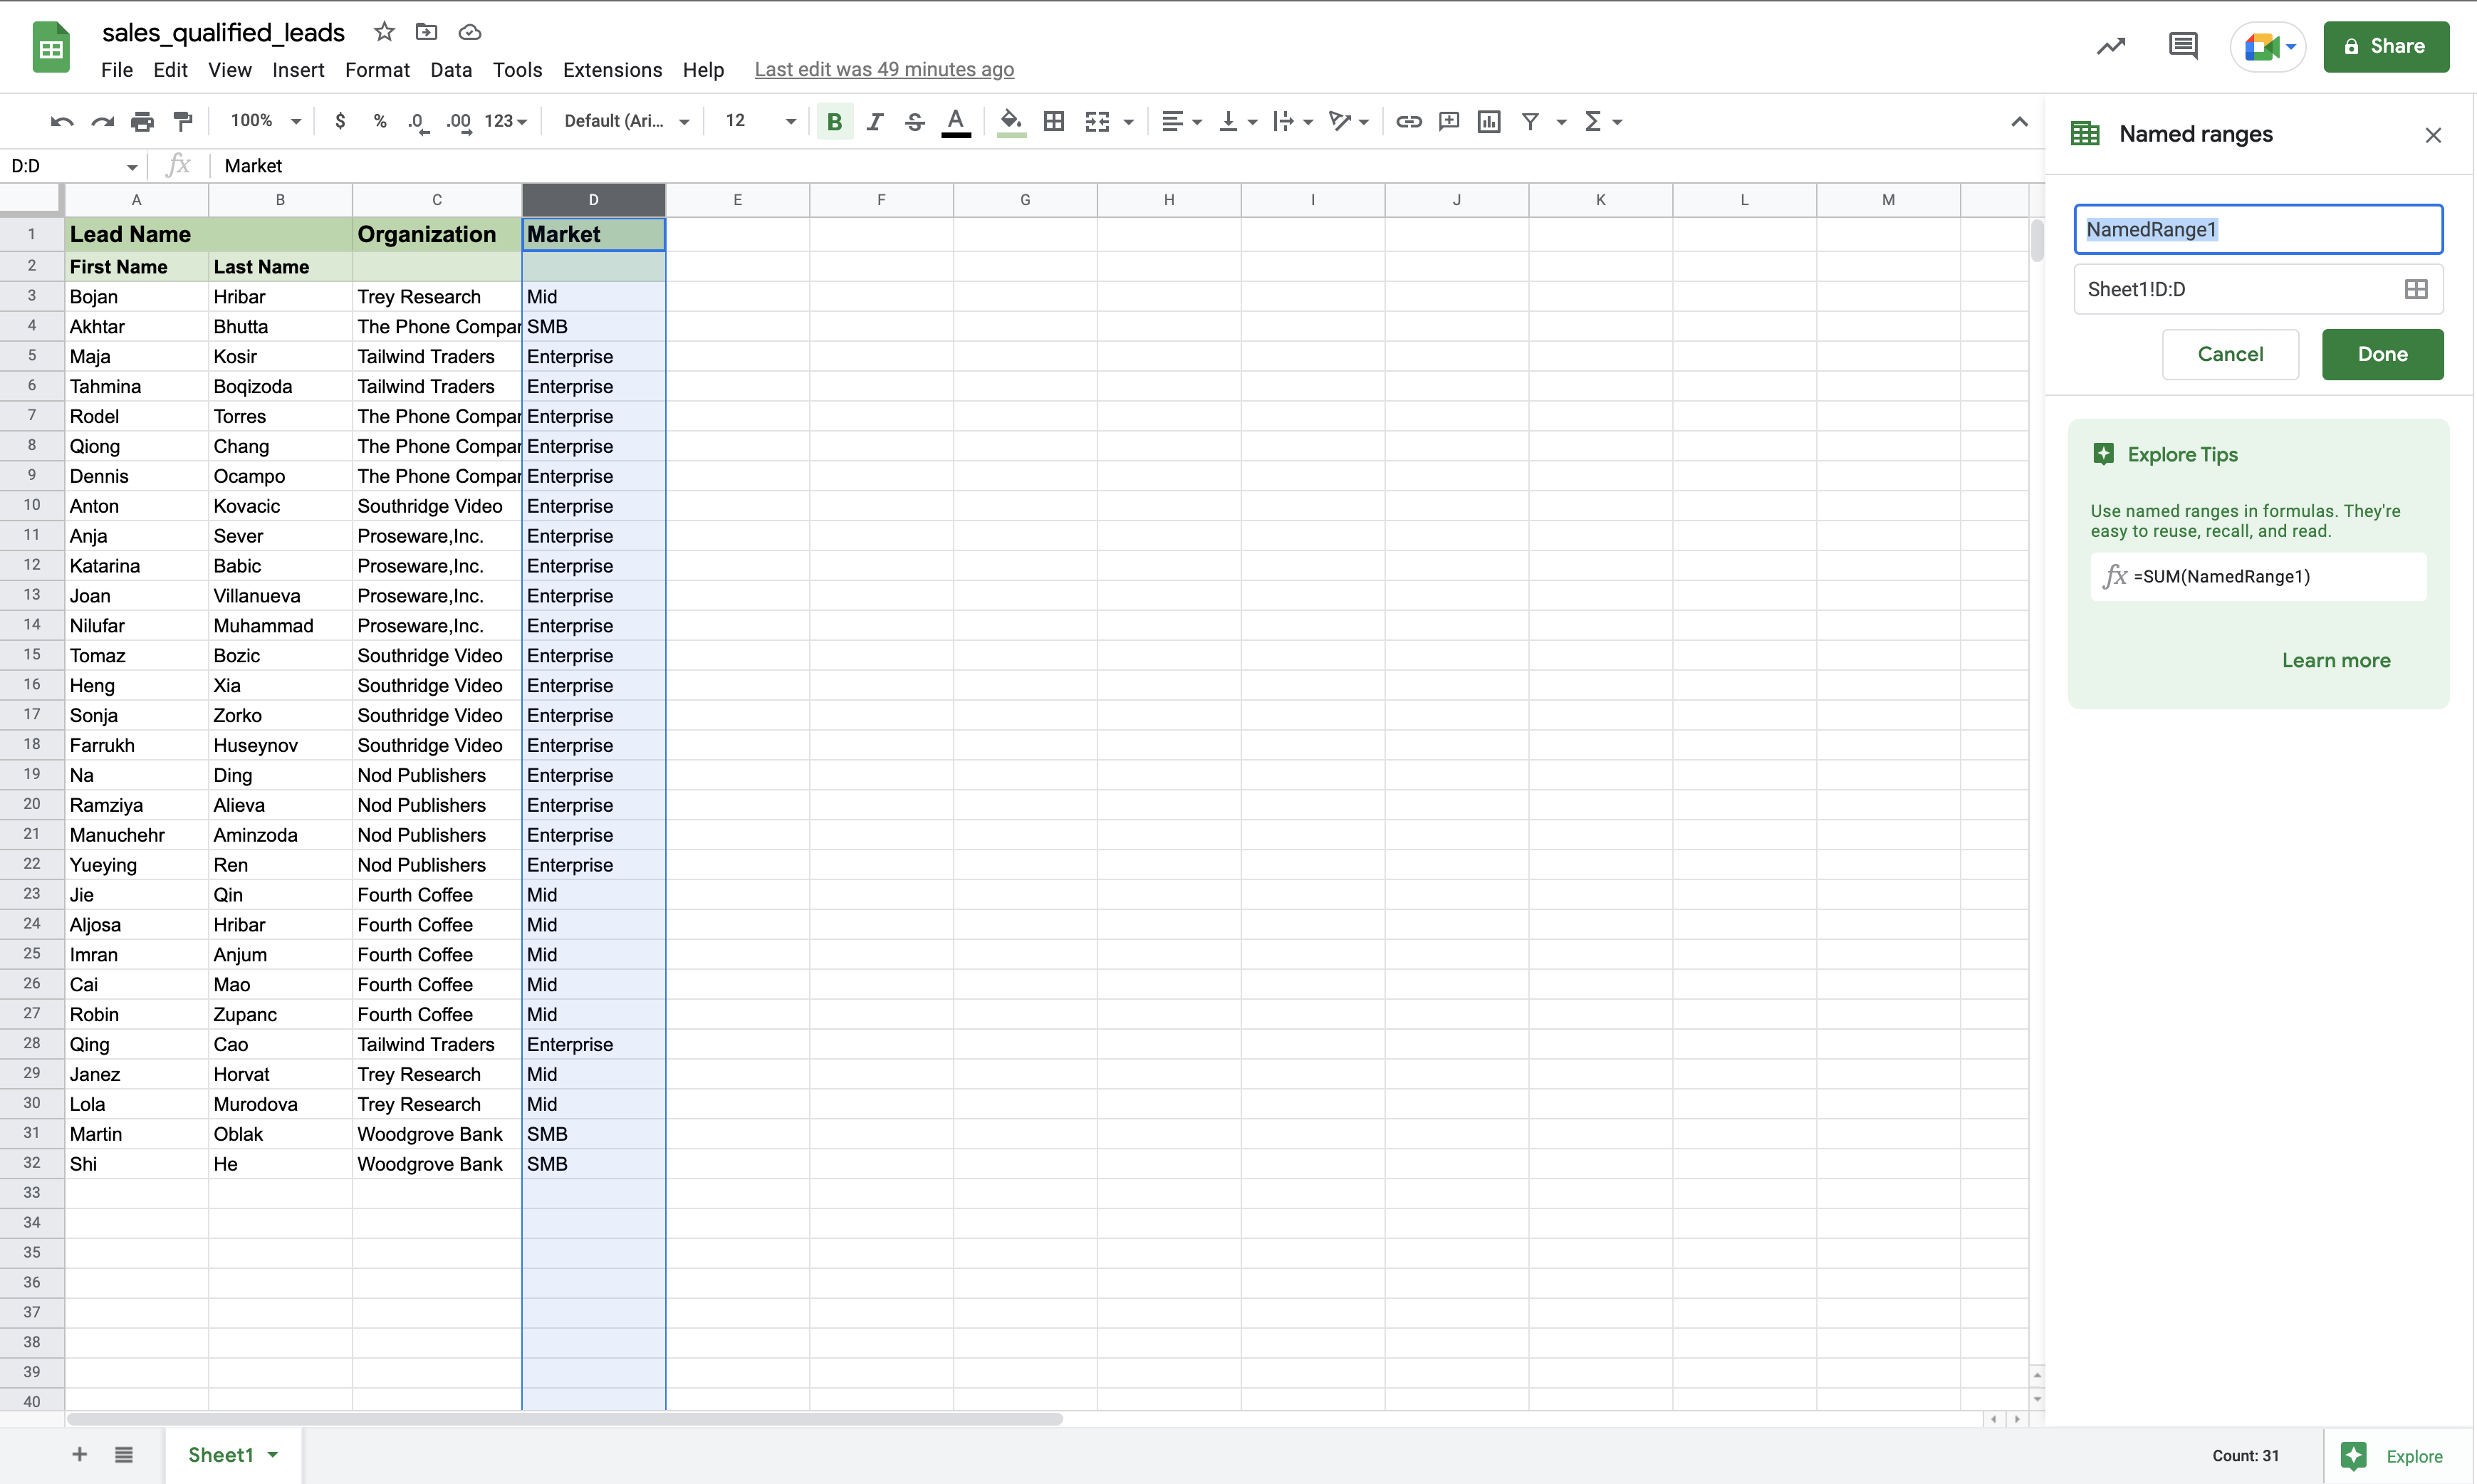 sales_qualified_leads
File Edit View Insert Format Data Tools Extensions Help Last edit was 49 minutes ago
Share
100% $ % .0 .00 123 Default (Ari... 12 B I S A
D:D fx Market
A B C D E F G H I J K L M
1 Lead Name Organization Market
2 First Name Last Name
3 Bojan Hribar Trey Research Mid
4 Akhtar Bhutta The Phone Compar SMB
5 Maja Kosir Tailwind Traders Enterprise
6 Tahmina Boqizoda Tailwind Traders Enterprise
7 Rodel Torres The Phone Compar Enterprise
8 Qiong Chang The Phone Compar Enterprise
9 Dennis Ocampo The Phone Compar Enterprise
10 Anton Kovacic Southridge Video Enterprise
11 Anja Sever Proseware,Inc. Enterprise
12 Katarina Babic Proseware,Inc. Enterprise
13 Joan Villanueva Proseware,Inc. Enterprise
14 Nilufar Muhammad Proseware,Inc. Enterprise
15 Tomaz Bozic Southridge Video Enterprise
16 Heng Xia Southridge Video Enterprise
17 Sonja Zorko Southridge Video Enterprise
18 Farrukh Huseynov Southridge Video Enterprise
19 Na Ding Nod Publishers Enterprise
20 Ramziya Alieva Nod Publishers Enterprise
21 Manuchehr Aminzoda Nod Publishers Enterprise
22 Yueying Ren Nod Publishers Enterprise
23 Jie Qin Fourth Coffee Mid
24 Aljosa Hribar Fourth Coffee Mid
25 Imran Anjum Fourth Coffee Mid
26 Cai Mao Fourth Coffee Mid
27 Robin Zupanc Fourth Coffee Mid
28 Qing Cao Tailwind Traders Enterprise
29 Janez Horvat Trey Research Mid
30 Lola Murodova Trey Research Mid
31 Martin Oblak Woodgrove Bank SMB
32 Shi He Woodgrove Bank SMB
33
34
35
36
37
38
39
40
Named ranges
NamedRange1
Sheet1!D:D
Cancel Done
Explore Tips
Use named ranges in formulas. They're
easy to reuse, recall, and read.
fx =SUM(NamedRange1)
Learn more
Sheet1
Count: 31
Explore